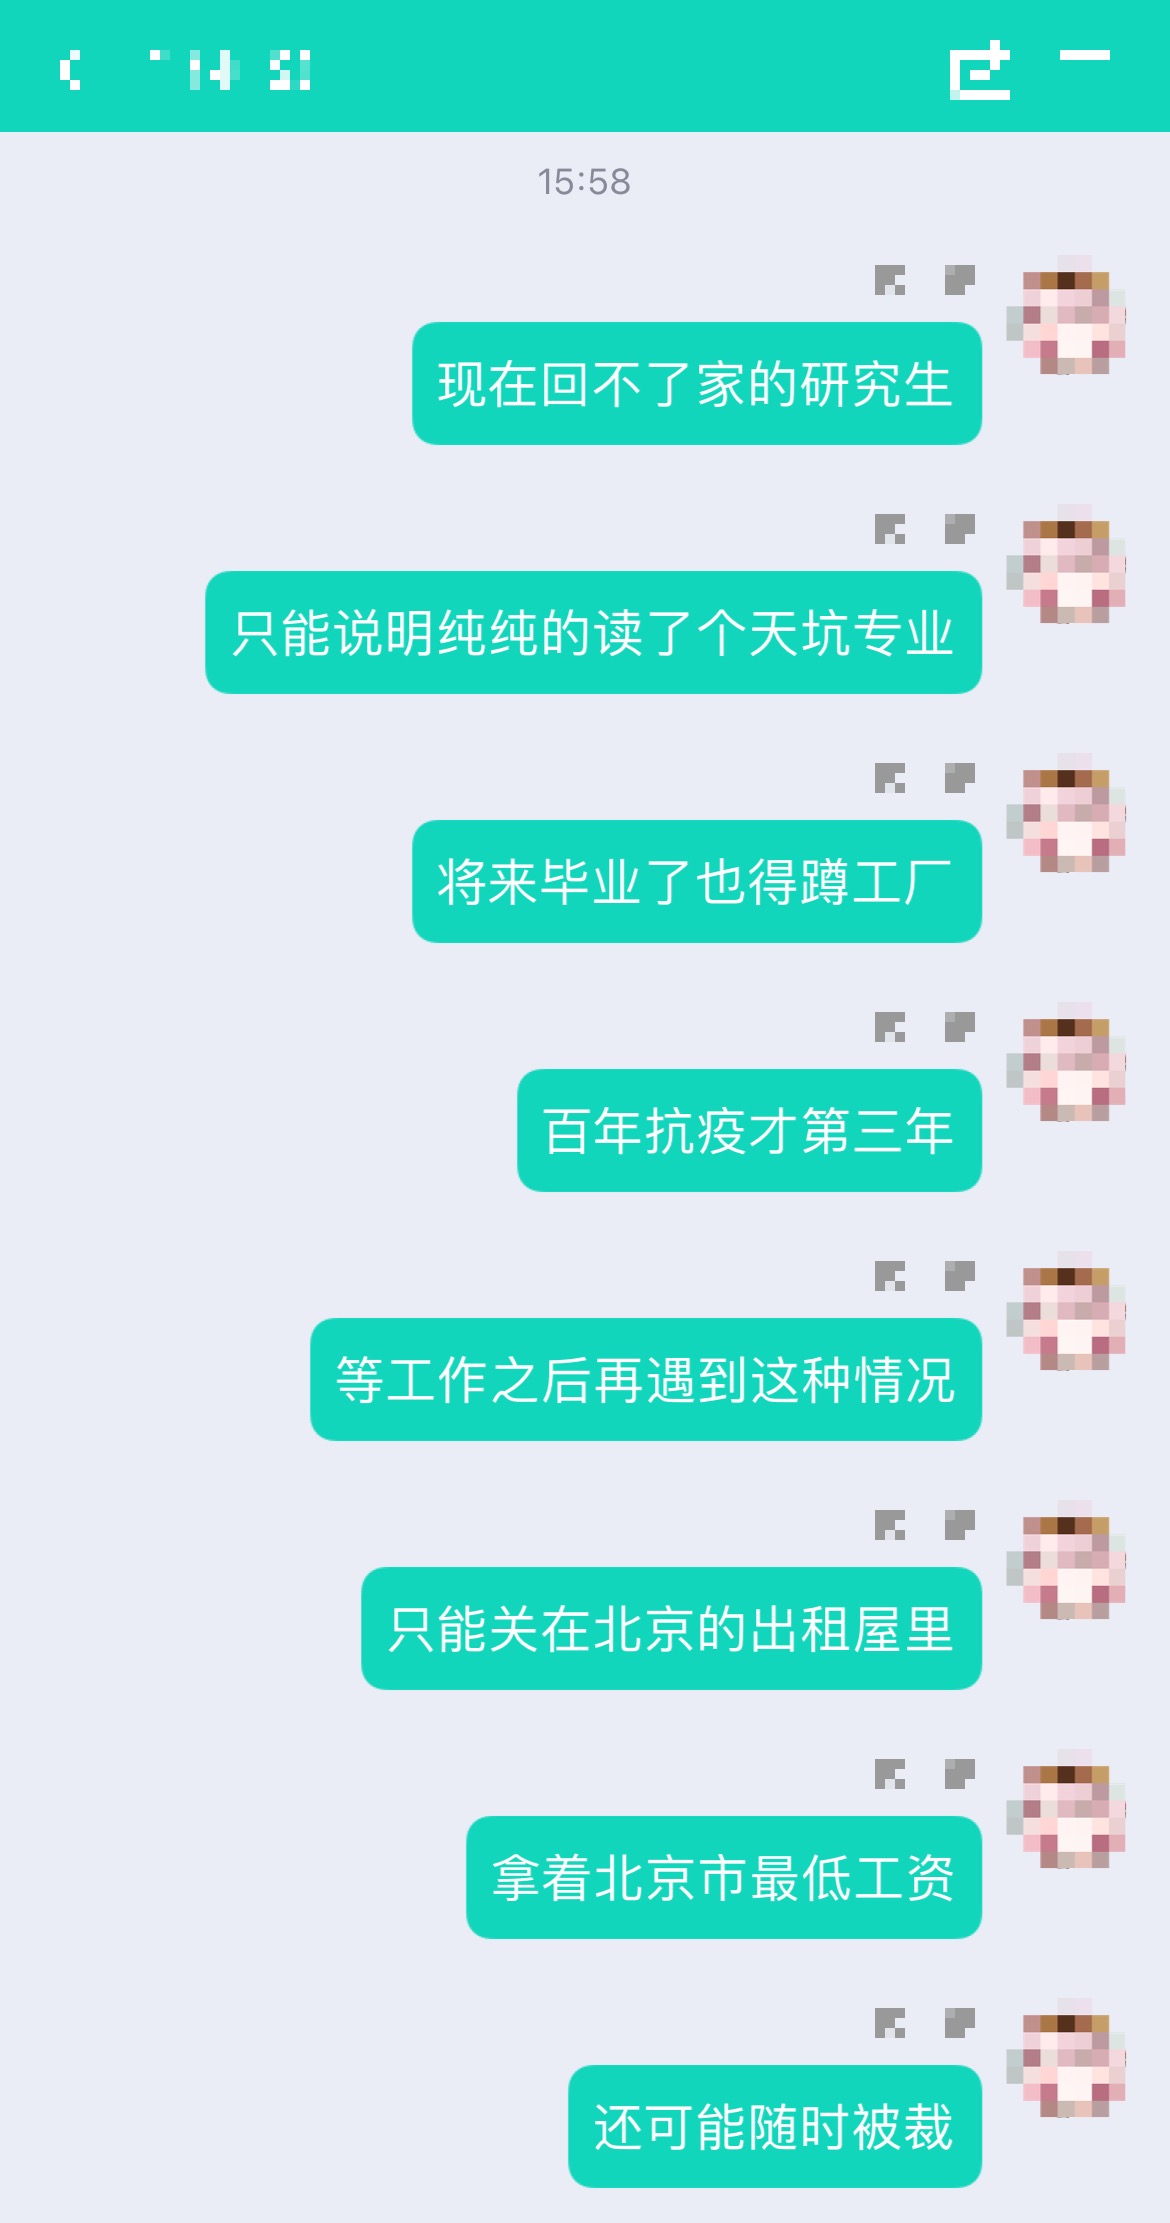 15:58
现在回不了家的研究生
只能说明纯纯的读了个天坑专业
将来毕业了也得蹲工厂
百年抗疫才第三年
等工作之后再遇到这种情况
只能关在北京的出租屋里
拿着北京市最低工资
还可能随时被裁